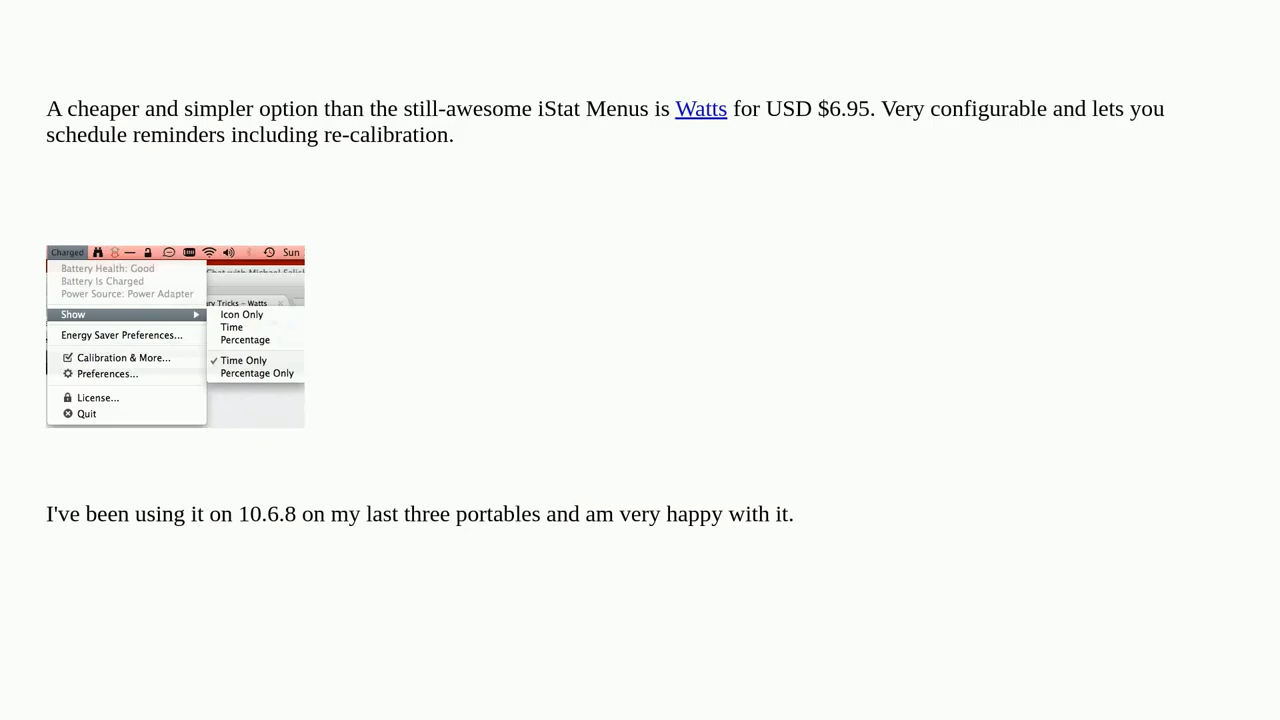 A cheaper and simpler option than the still-awesome iStat Menus is Watts for USD $6.95. Very configurable and lets you
schedule reminders including re-calibration.
Charged Sun
Battery Health: Good
Battery Is Charged
Power Source: Power Adapter
ry Tricks – Watts
Show
Icon Only
Time
Percentage
Time Only
Percentage Only
Energy Saver Preferences...
Calibration & More...
Preferences...
License...
Quit
I've been using it on 10.6.8 on my last three portables and am very happy with it.